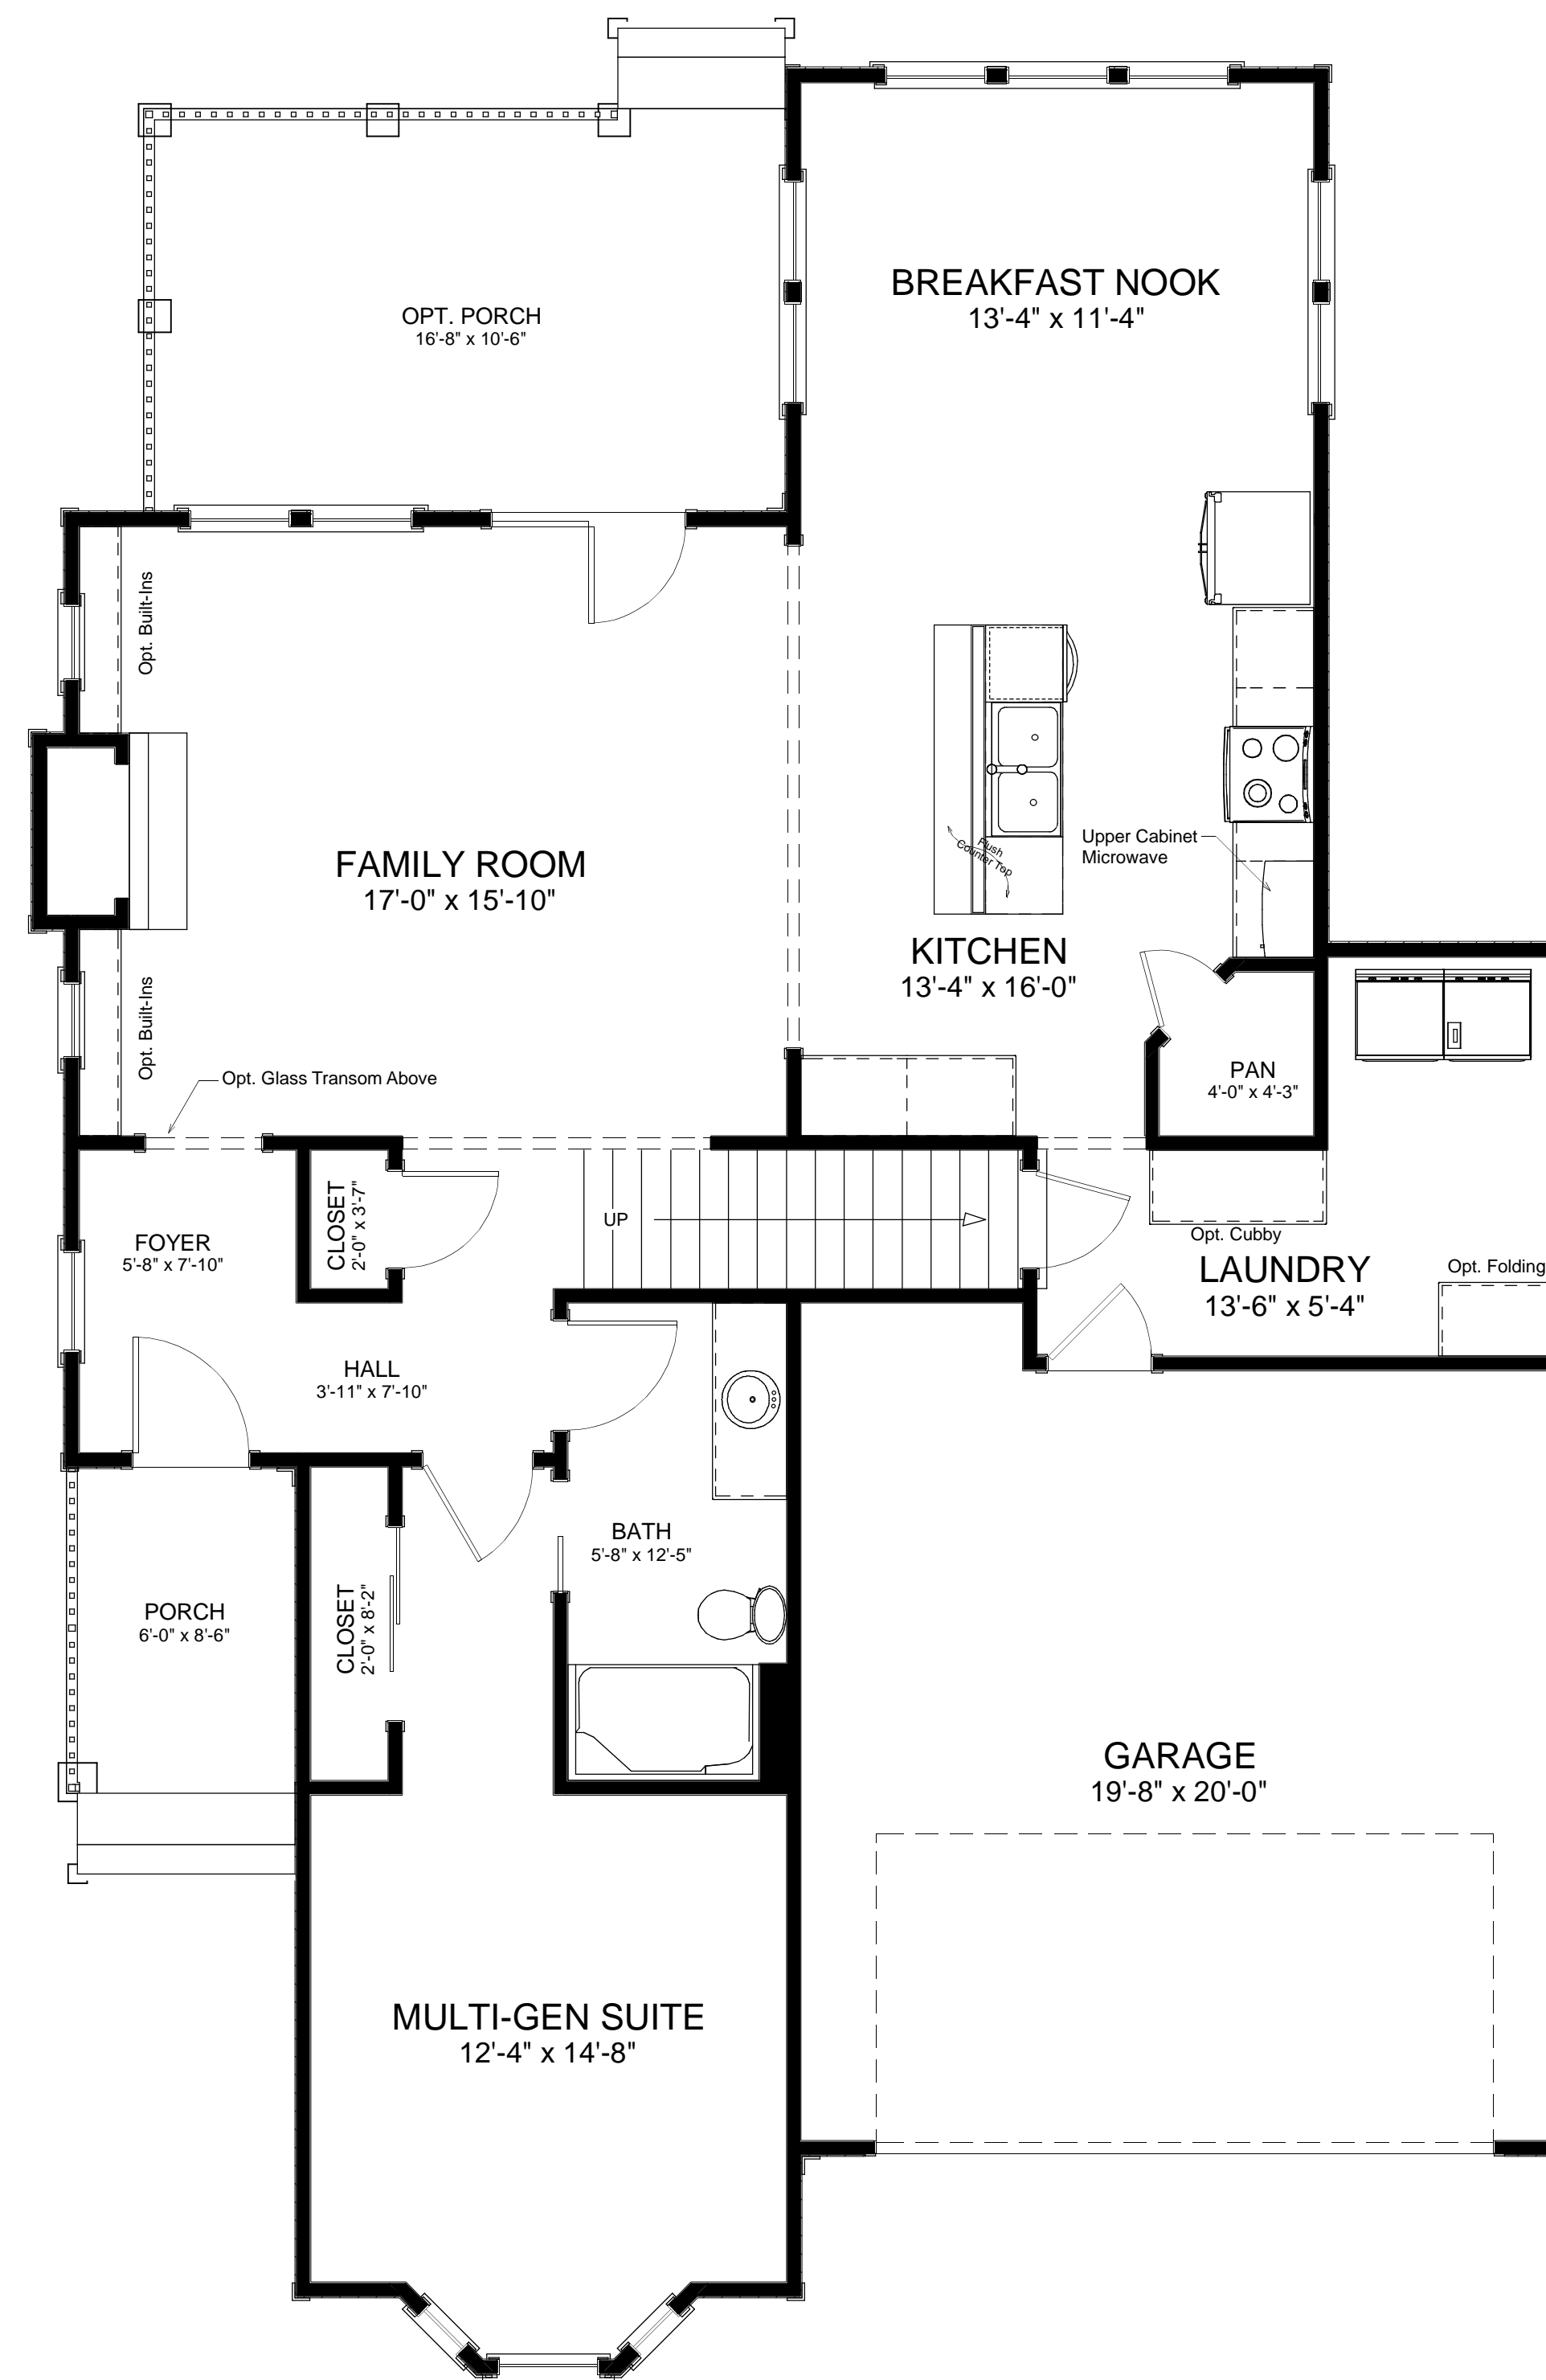 BREAKFAST NOOK
13'-4" x 11'-4"
OPT. PORCH
16'-8" x 10'-6"
Opt. Built-Ins
FAMILY ROOM
17'-0" x 15'-10"
Upper Cabinet
Microwave
Flush
Counter Top
KITCHEN
13'-4" x 16'-0"
Opt. Built-Ins
Opt. Glass Transom Above
PAN
4'-0" x 4'-3"
FOYER
5'-8" x 7'-10"
CLOSET
2'-0" x 3'-7"
UP
Opt. Cubby
LAUNDRY
13'-6" x 5'-4"
Opt. Folding
HALL
3'-11" x 7'-10"
BATH
5'-8" x 12'-5"
PORCH
6'-0" x 8'-6"
CLOSET
2'-0" x 8'-2"
GARAGE
19'-8" x 20'-0"
MULTI-GEN SUITE
12'-4" x 14'-8"